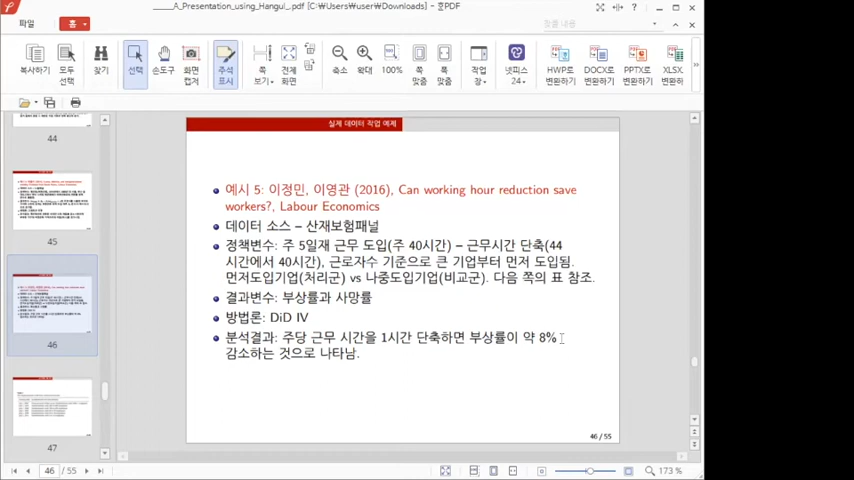 _____A_Presentation_using_Hangul_.pdf [C:₩Users₩user₩Downloads] - 훈PDF
파일
홈
찾을 내용
복사하기
모두 선택
찾기
선택
손도구
화면 캡처
주석 표시
쪽 보기
전체 화면
축소
확대
100%
폭 맞춤
쪽 맞춤
작업 창
넷피스 24
HWP로 변환하기
DOCX로 변환하기
PPTX로 변환하기
XLSX. 변환하
44
45
46
47
실제 데이터 작업 예제
예시 5: 이정민, 이영관 (2016), Can working hour reduction save
workers?, Labour Economics
데이터 소스 – 산재보험패널
정책변수: 주 5일재 근무 도입(주 40시간) – 근무시간 단축(44
시간에서 40시간), 근로자수 기준으로 큰 기업부터 먼저 도입됨.
먼저도입기업(처리군) vs 나중도입기업(비교군). 다음 쪽의 표 참조.
결과변수: 부상률과 사망률
방법론: DiD IV
분석결과: 주당 근무 시간을 1시간 단축하면 부상률이 약 8%
감소하는 것으로 나타남.
46 / 55
46 / 55
173 %